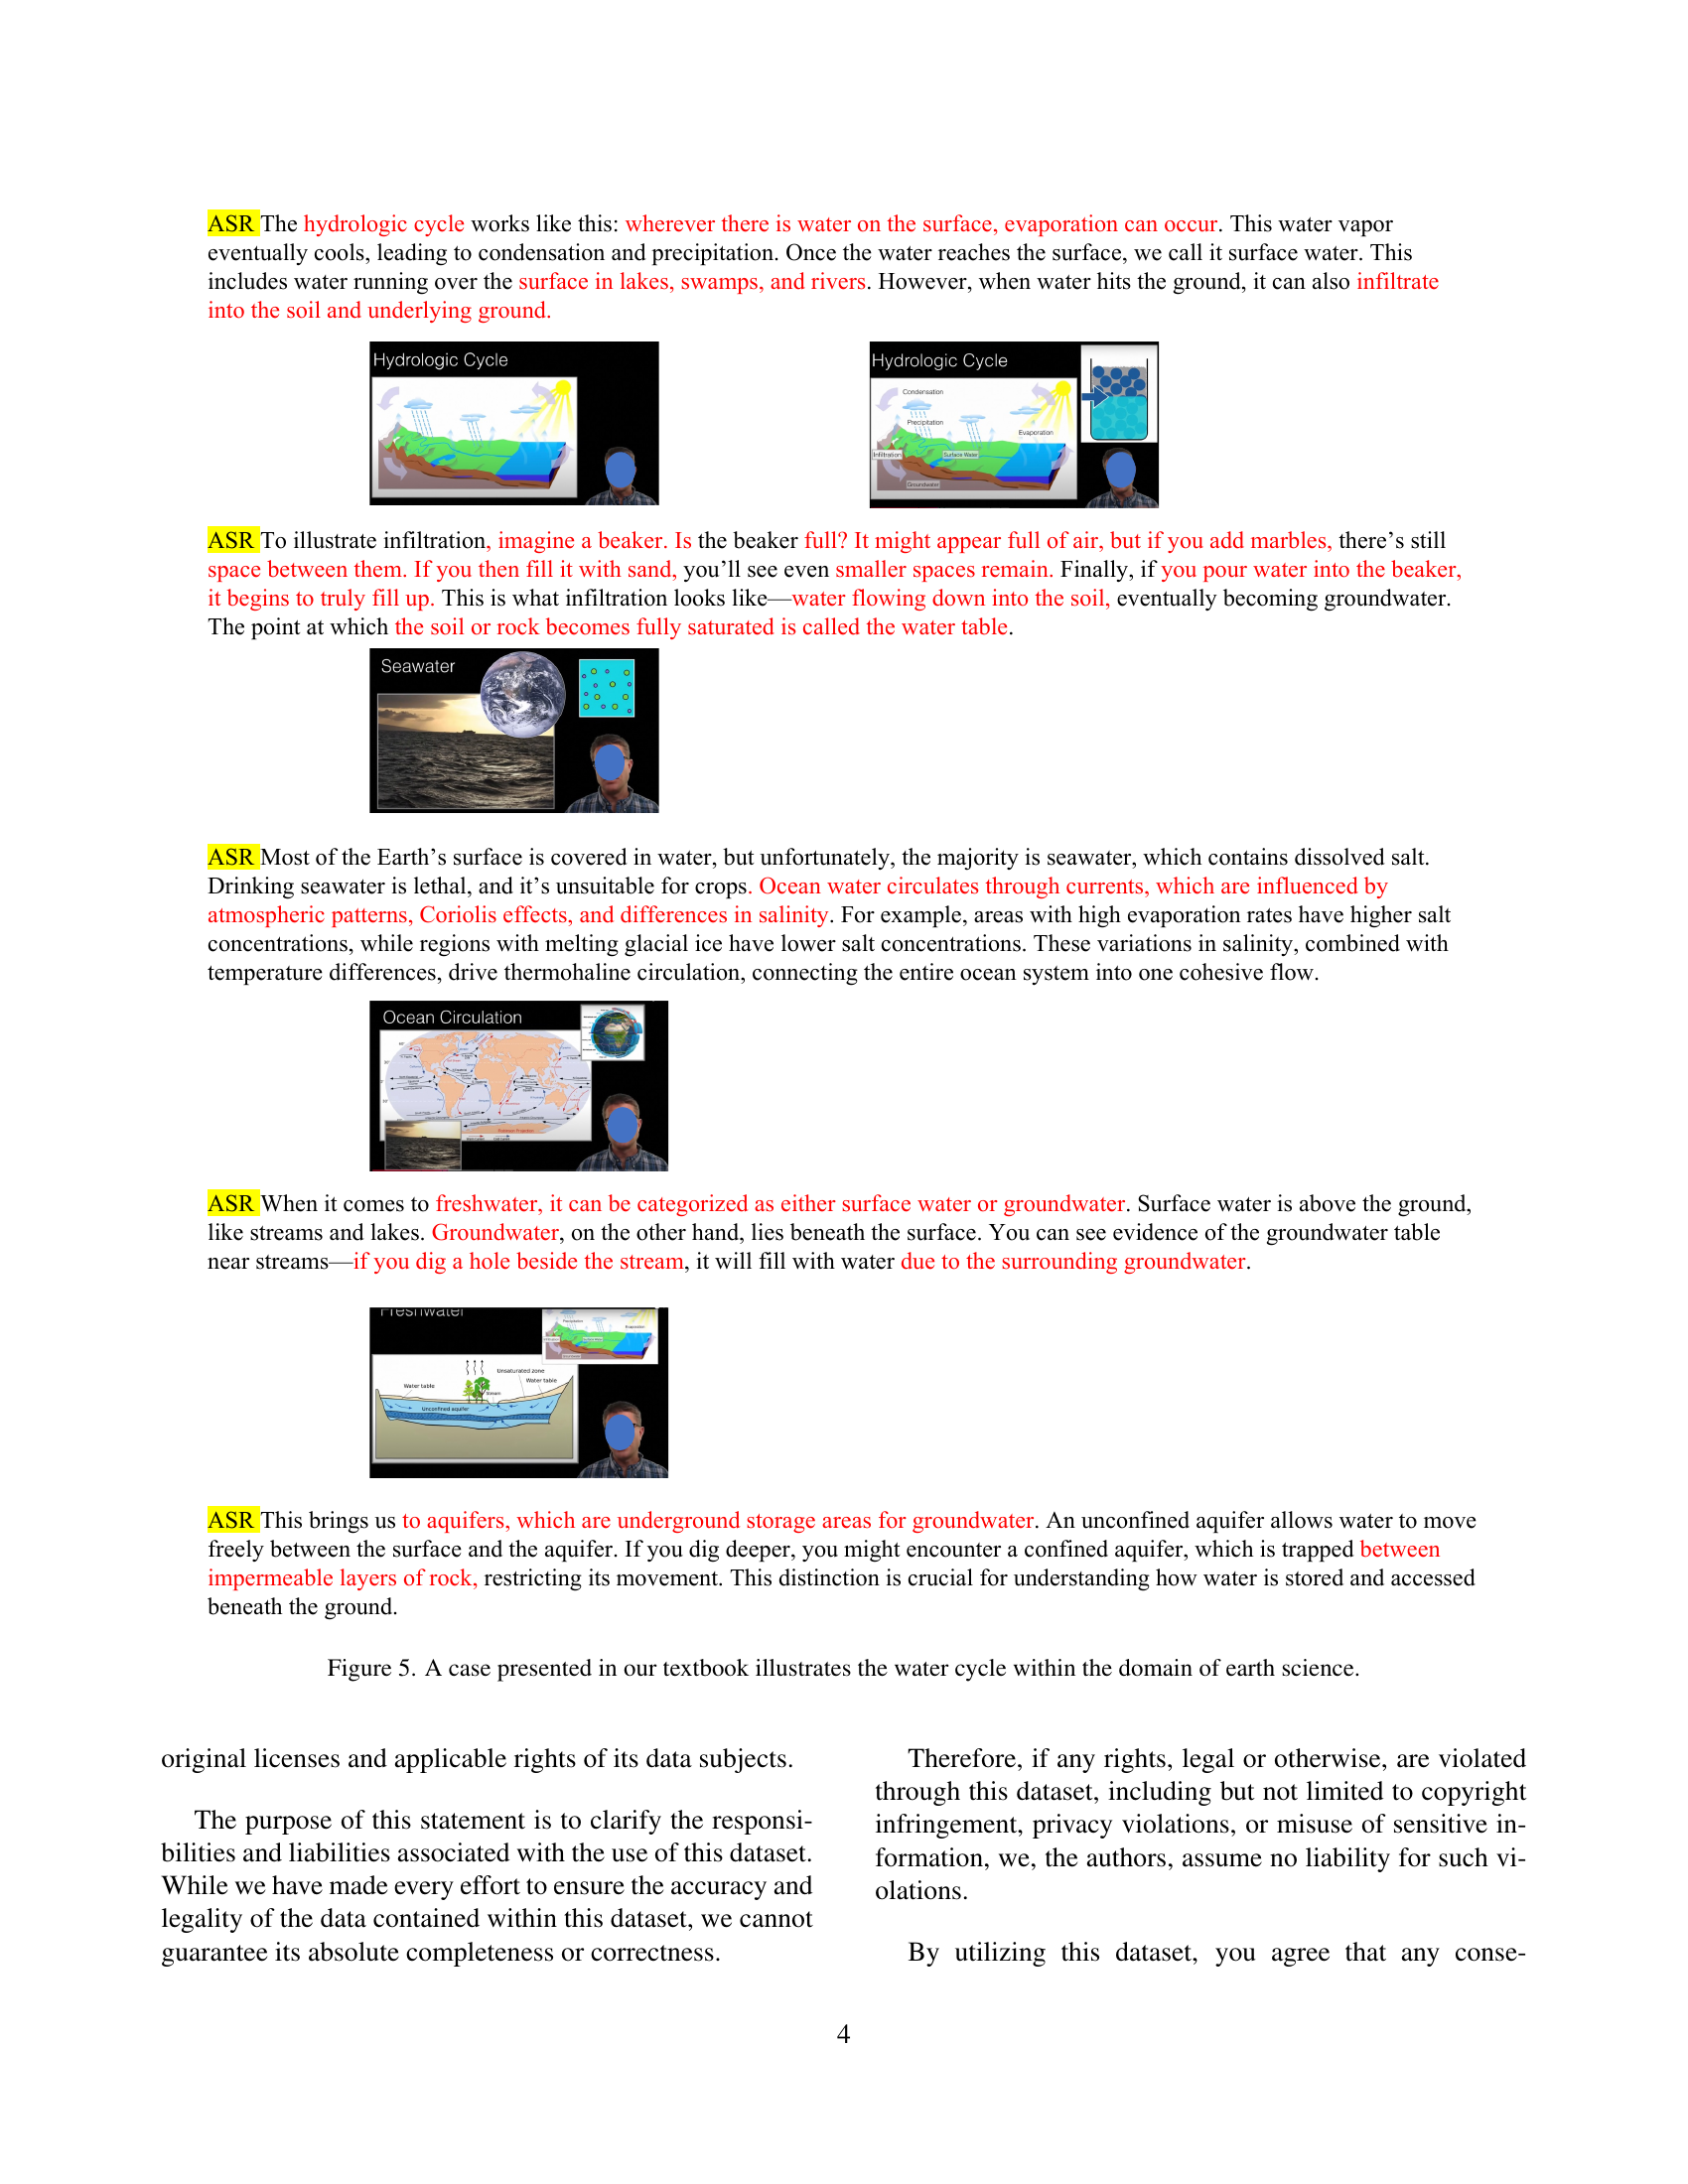 ASR The hydrologic cycle works like this: wherever there is water on the surface, evaporation can occur. This water vapor
eventually cools, leading to condensation and precipitation. Once the water reaches the surface, we call it surface water. This
includes water running over the surface in lakes, swamps, and rivers. However, when water hits the ground, it can also infiltrate
into the soil and underlying ground.
Hydrologic Cycle
Hydrologic Cycle
Condensation
Precipitation
Evaporation
Infiltration
Surface Water
Groundwater
ASR To illustrate infiltration, imagine a beaker. Is the beaker full? It might appear full of air, but if you add marbles, there's still
space between them. If you then fill it with sand, you'll see even smaller spaces remain. Finally, if you pour water into the beaker,
it begins to truly fill up. This is what infiltration looks like—water flowing down into the soil, eventually becoming groundwater.
The point at which the soil or rock becomes fully saturated is called the water table.
Seawater
ASR Most of the Earth's surface is covered in water, but unfortunately, the majority is seawater, which contains dissolved salt.
Drinking seawater is lethal, and it's unsuitable for crops. Ocean water circulates through currents, which are influenced by
atmospheric patterns, Coriolis effects, and differences in salinity. For example, areas with high evaporation rates have higher salt
concentrations, while regions with melting glacial ice have lower salt concentrations. These variations in salinity, combined with
temperature differences, drive thermohaline circulation, connecting the entire ocean system into one cohesive flow.
Ocean Circulation
ASR When it comes to freshwater, it can be categorized as either surface water or groundwater. Surface water is above the ground,
like streams and lakes. Groundwater, on the other hand, lies beneath the surface. You can see evidence of the groundwater table
near streams—if you dig a hole beside the stream, it will fill with water due to the surrounding groundwater.
Freshwater
Precipitation
Evaporation
Unsaturated zone
Water table
Water table
Stream
Unconfined aquifer
ASR This brings us to aquifers, which are underground storage areas for groundwater. An unconfined aquifer allows water to move
freely between the surface and the aquifer. If you dig deeper, you might encounter a confined aquifer, which is trapped between
impermeable layers of rock, restricting its movement. This distinction is crucial for understanding how water is stored and accessed
beneath the ground.
Figure 5. A case presented in our textbook illustrates the water cycle within the domain of earth science.
original licenses and applicable rights of its data subjects.
The purpose of this statement is to clarify the responsi-
bilities and liabilities associated with the use of this dataset.
While we have made every effort to ensure the accuracy and
legality of the data contained within this dataset, we cannot
guarantee its absolute completeness or correctness.
Therefore, if any rights, legal or otherwise, are violated
through this dataset, including but not limited to copyright
infringement, privacy violations, or misuse of sensitive in-
formation, we, the authors, assume no liability for such vi-
olations.
By utilizing this dataset, you agree that any conse-
4